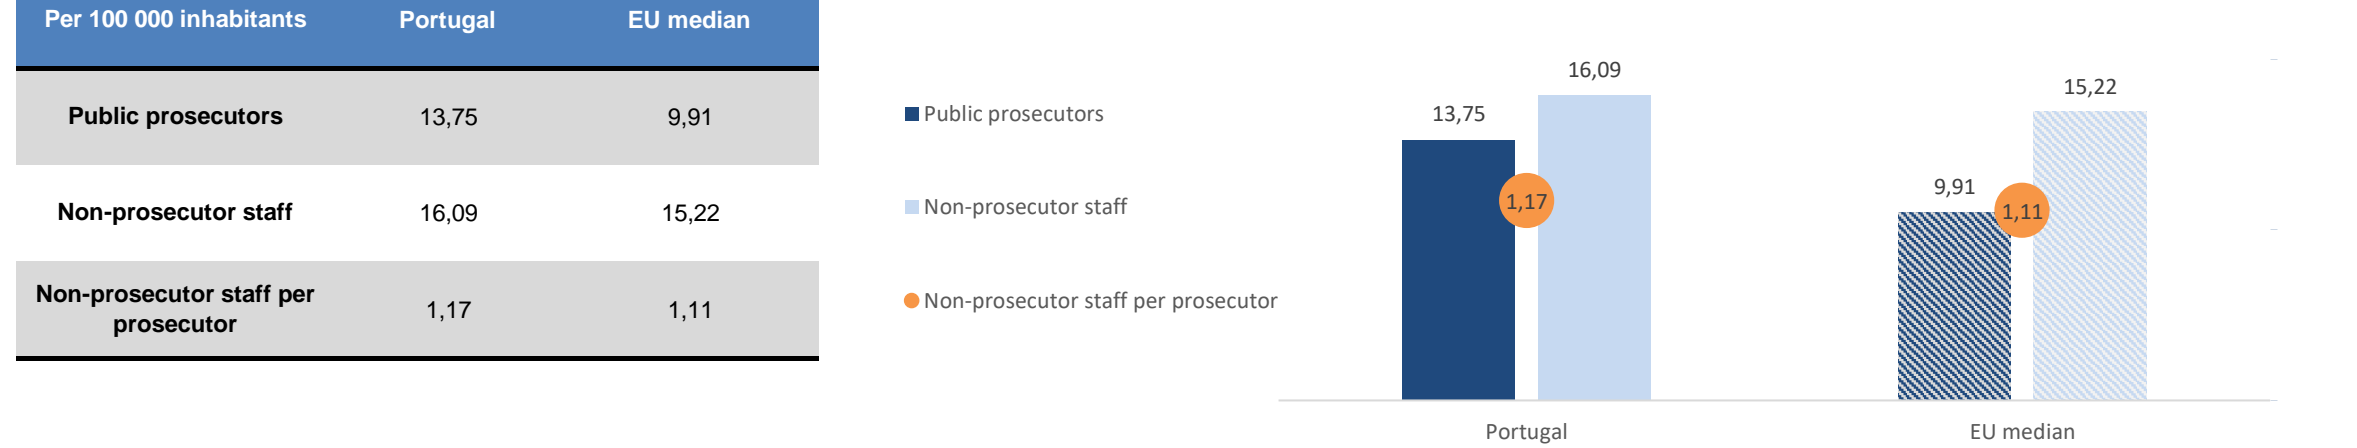 Per 100 000 inhabitants Portugal EU median
Public prosecutors 13,75 9,91
Non-prosecutor staff 16,09 15,22
Non-prosecutor staff per
prosecutor 1,17 1,11
Public prosecutors
Non-prosecutor staff
Non-prosecutor staff per prosecutor
16,09
13,75
1,17
15,22
9,91
1,11
Portugal EU median